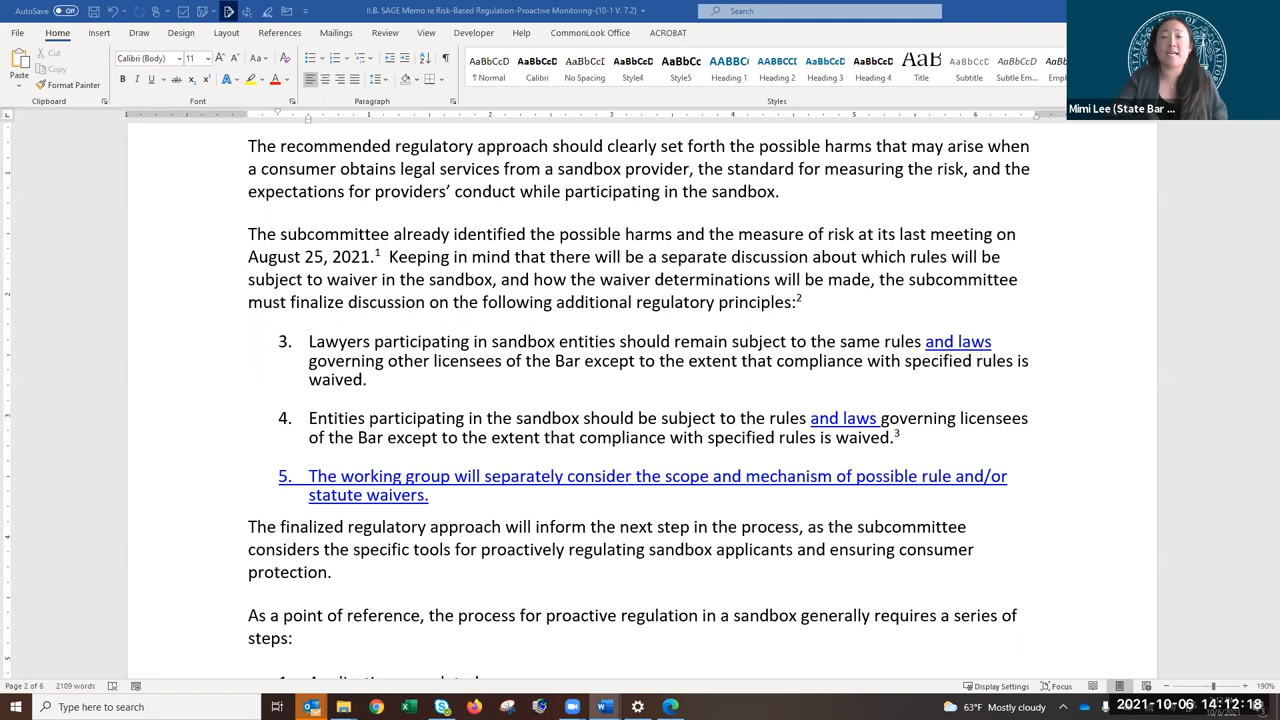 AutoSave Off II.B. SAGE Memo re Risk-Based Regulation-Proactive Monitoring-(10-1 V. 7.2) Search
File Home Insert Draw Design Layout References Mailings Review View Developer Help CommonLook Office ACROBAT
Paste Cut Copy Format Painter Clipboard
Calibri (Body) 11 Font
Paragraph
AaBbCcD AaBbCcD AaBbCcD AaBbCcD AaBbCc AABBC AABBCC AaBbCcD AaBbCcD AaB AaBbCcD AaBbCcD
¶ Normal Calibri No Spacing Style4 Style5 Heading Heading 2 Heading 3 Heading 4 Title Subtitle Subtle Em...
Styles
Mimi Lee (State Bar ...
The recommended regulatory approach should clearly set forth the possible harms that may arise when
a consumer obtains legal services from a sandbox provider, the standard for measuring the risk, and the
expectations for providers’ conduct while participating in the sandbox.
The subcommittee already identified the possible harms and the measure of risk at its last meeting on
August 25, 2021.1 Keeping in mind that there will be a separate discussion about which rules will be
subject to waiver in the sandbox, and how the waiver determinations will be made, the subcommittee
must finalize discussion on the following additional regulatory principles:2
3. Lawyers participating in sandbox entities should remain subject to the same rules and laws
governing other licensees of the Bar except to the extent that compliance with specified rules is
waived.
4. Entities participating in the sandbox should be subject to the rules and laws governing licensees
of the Bar except to the extent that compliance with specified rules is waived.3
5. The working group will separately consider the scope and mechanism of possible rule and/or
statute waivers.
The finalized regulatory approach will inform the next step in the process, as the subcommittee
considers the specific tools for proactively regulating sandbox applicants and ensuring consumer
protection.
As a point of reference, the process for proactive regulation in a sandbox generally requires a series of
steps:
Page 2 of 6 2109 words Display Settings Focus 190%
Type here to search 63°F Mostly cloudy 2021-10-06 14:12:18